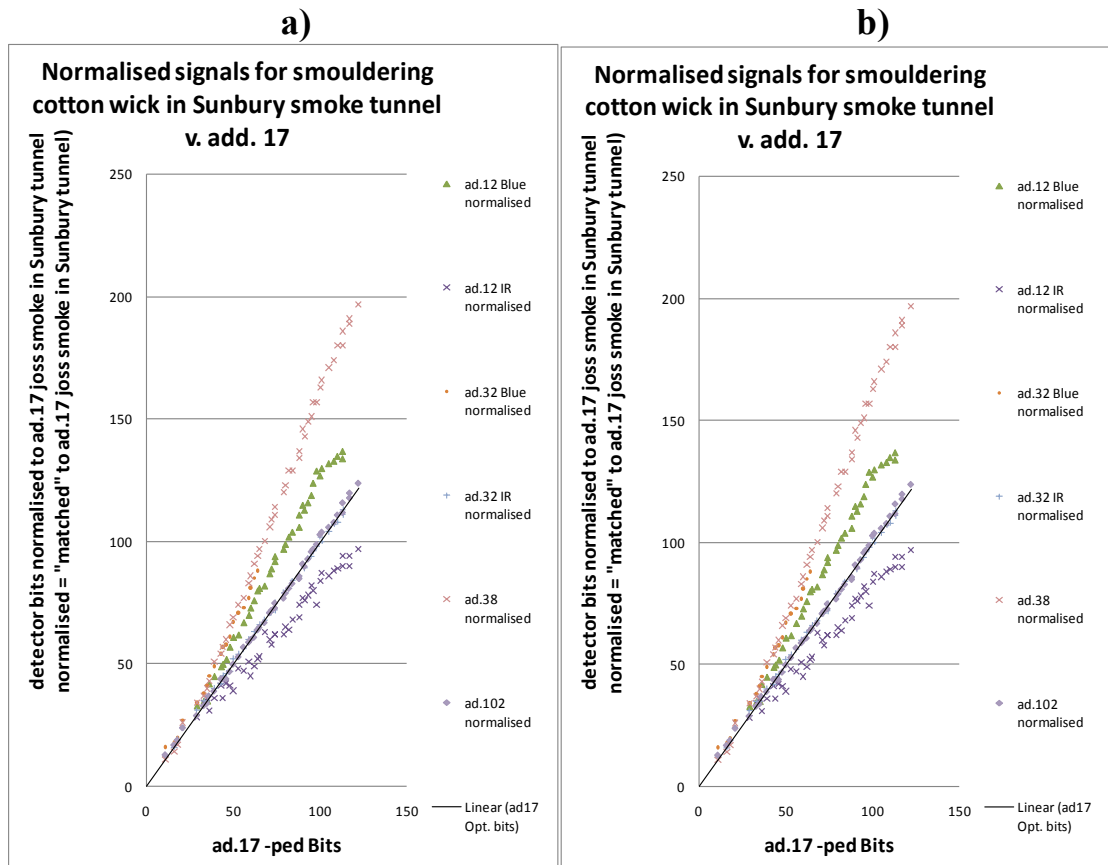 a)
Normalised signals for smouldering
cotton wick in Sunbury smoke tunnel
v. add. 17
detector bits normalised to ad.17 joss smoke in Sunbury tunnel
normalised = "matched" to ad.17 joss smoke in Sunbury tunnel)
250
200
150
100
50
0
0 50 100 150
ad.17 -ped Bits
ad.12 Blue
normalised
ad.12 IR
normalised
ad.32 Blue
normalised
ad.32 IR
normalised
ad.38
normalised
ad.102
normalised
Linear (ad17
Opt. bits)
b)
Normalised signals for smouldering
cotton wick in Sunbury smoke tunnel
v. add. 17
detector bits normalised to ad.17 joss smoke in Sunbury tunnel
normalised = "matched" to ad.17 joss smoke in Sunbury tunnel)
250
200
150
100
50
0
0 50 100 150
ad.17 -ped Bits
ad.12 Blue
normalised
ad.12 IR
normalised
ad.32 Blue
normalised
ad.32 IR
normalised
ad.38
normalised
ad.102
normalised
Linear (ad17
Opt. bits)